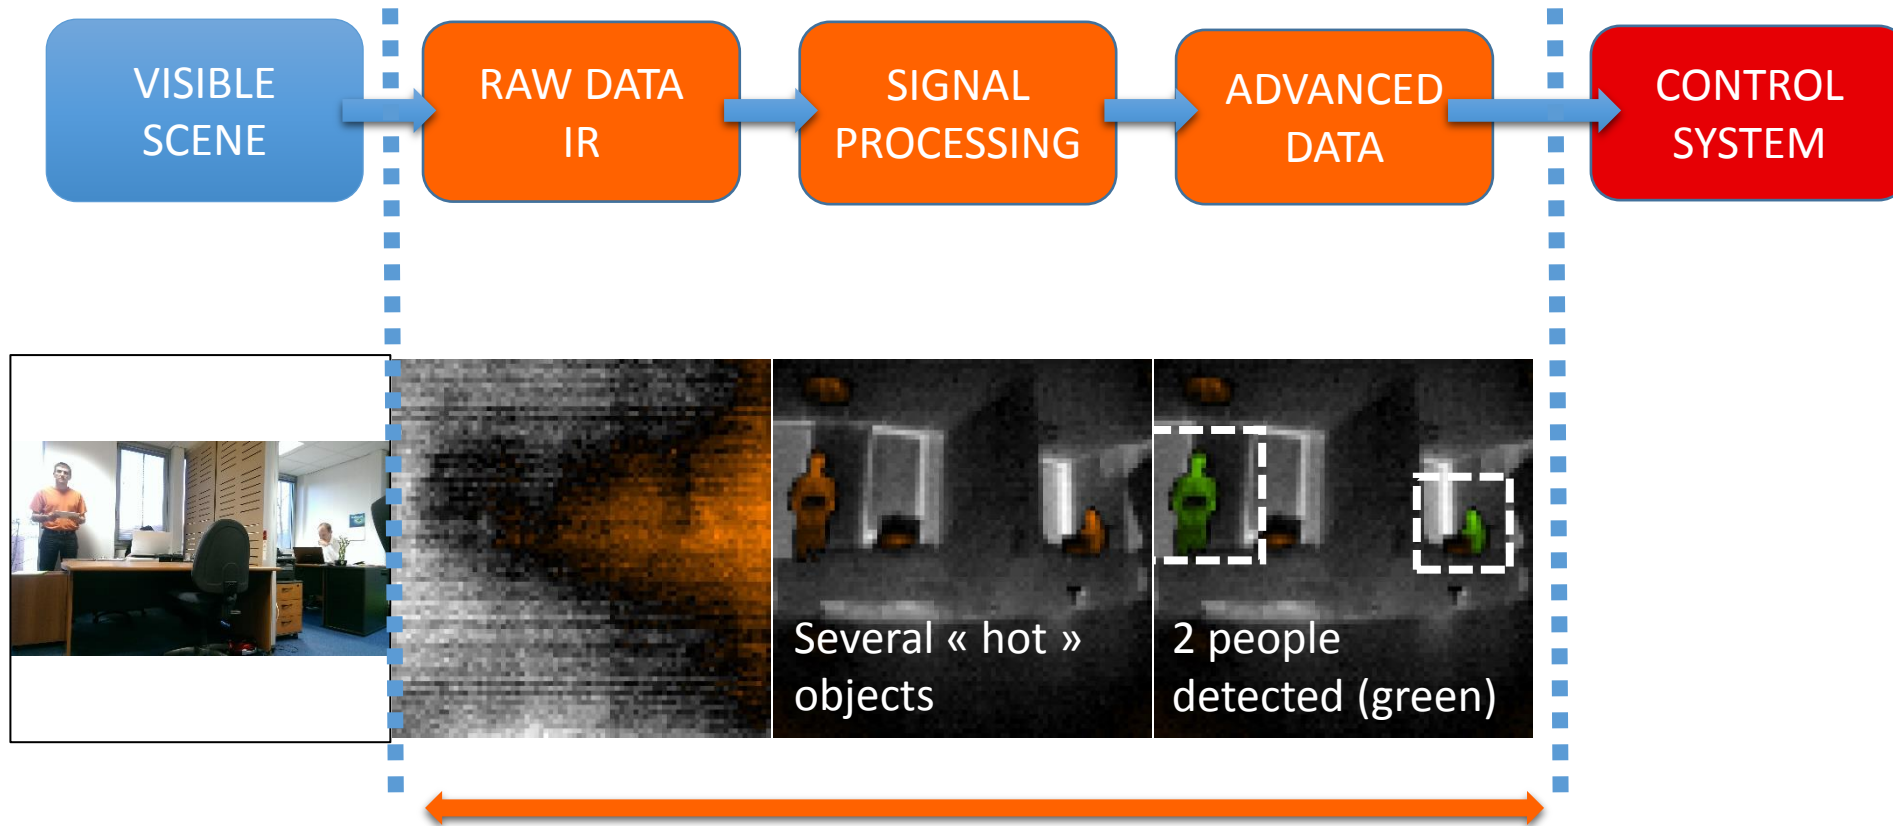 VISIBLE
SCENE
RAW DATA
IR
SIGNAL
PROCESSING
ADVANCED
DATA
CONTROL
SYSTEM
Several « hot »
objects
2 people
detected (green)